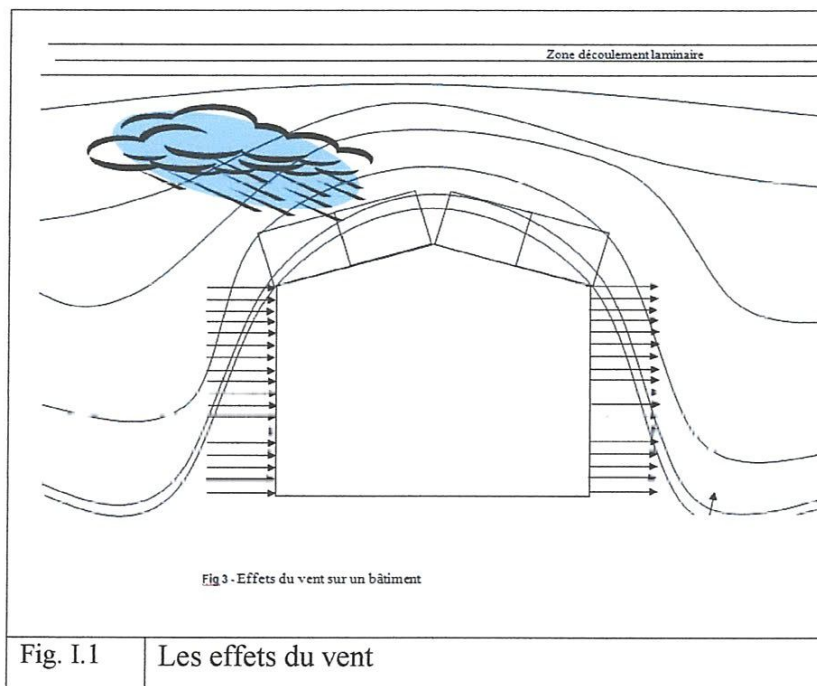 Zone découlement laminaire
Fig 3 - Effets du vent sur un bâtiment
Fig. I.1
Les effets du vent